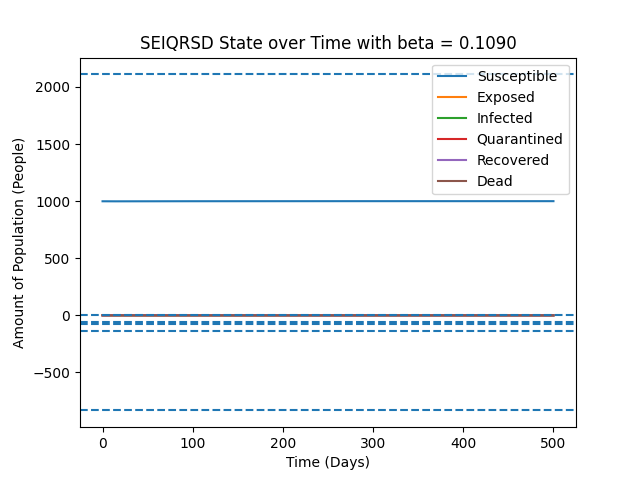 SEIQRSD State over Time with beta = 0.1090
Amount of Population (People)
2000
1500
1000
500
0
−500
Susceptible
Exposed
Infected
Quarantined
Recovered
Dead
0 100 200 300 400 500
Time (Days)